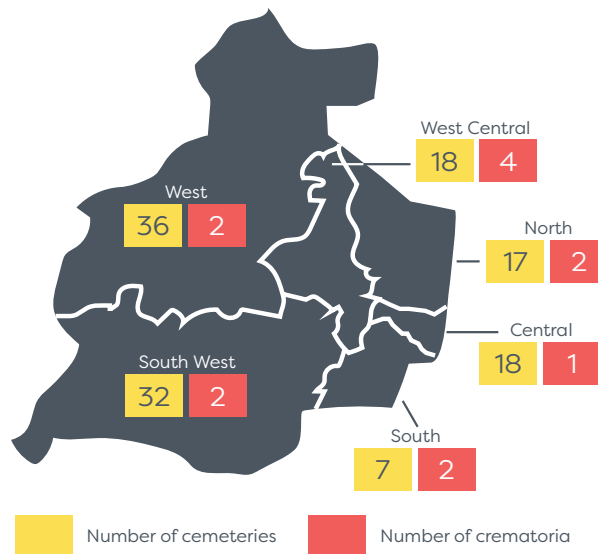 West Central
18 4
West
36 2
North
17 2
Central
18 1
South West
32 2
South
7 2
Number of cemeteries
Number of crematoria